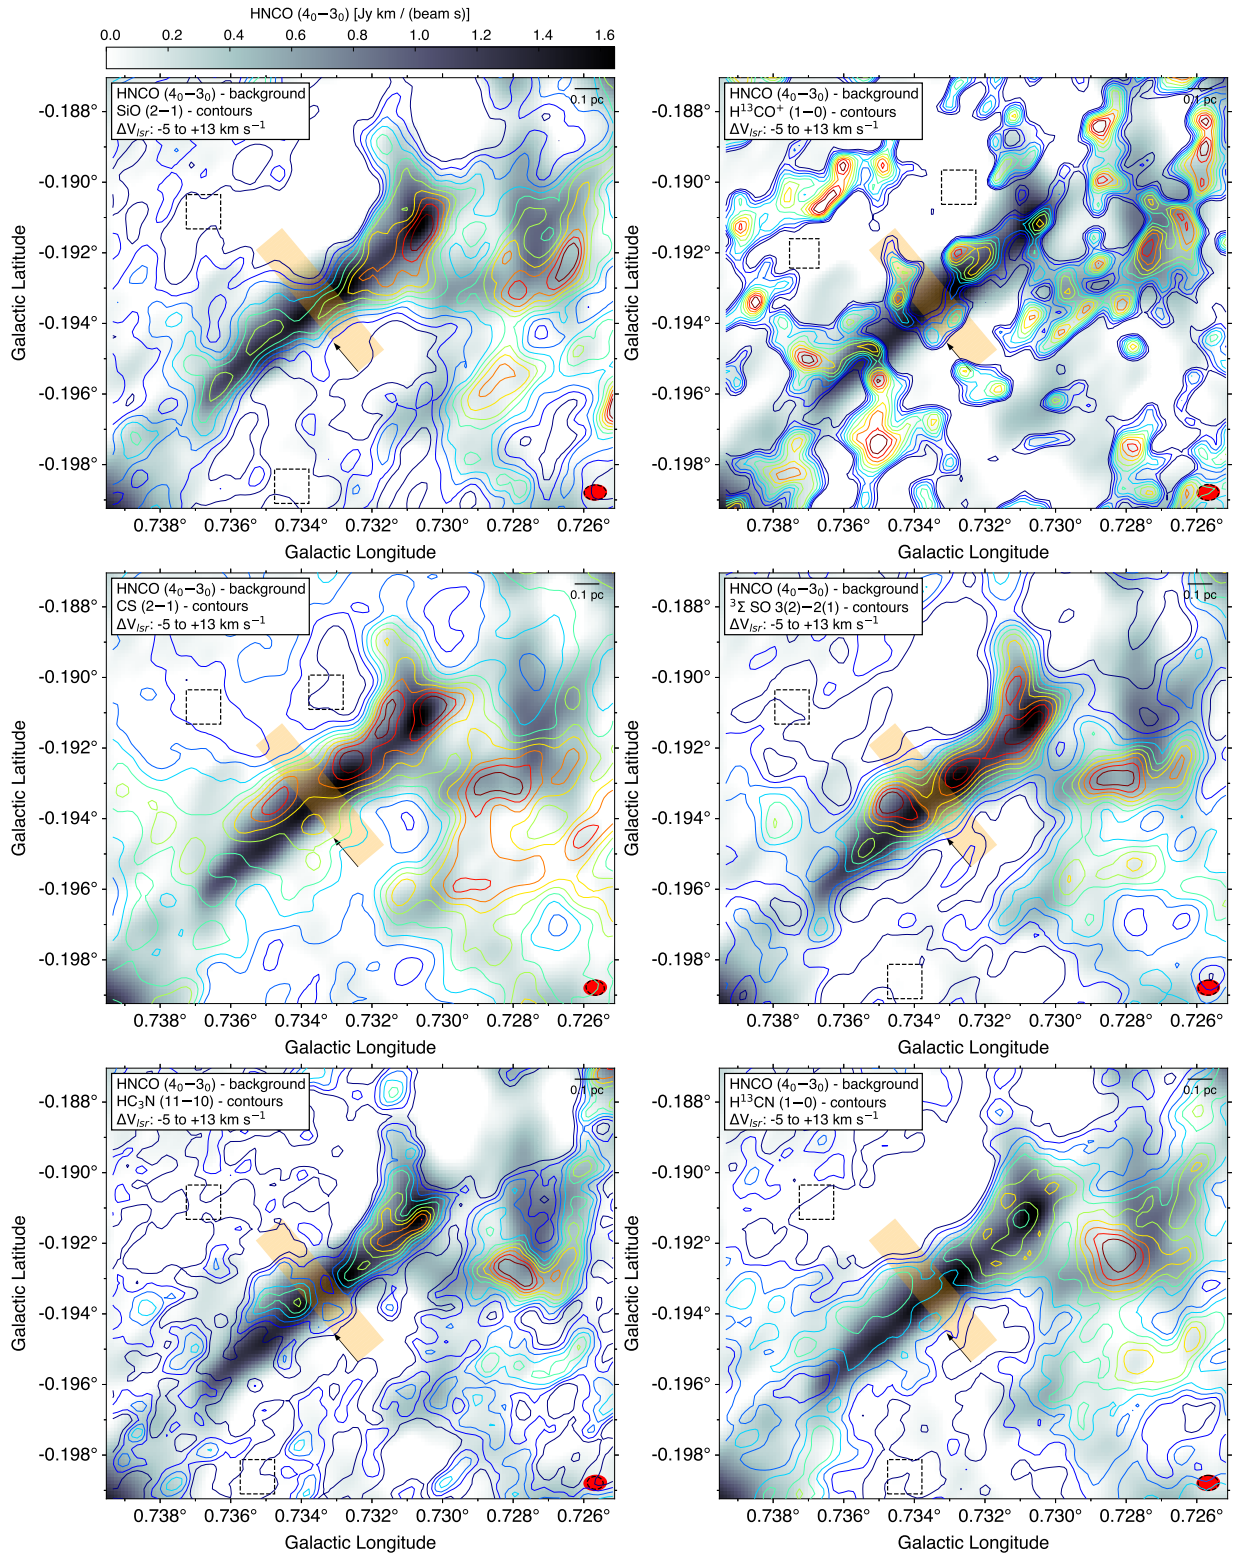 HNCO (4₀−3₀) [Jy km / (beam s)]
0.0 0.2 0.4 0.6 0.8 1.0 1.2 1.4 1.6
HNCO (4₀−3₀) - background
SiO (2−1) - contours
ΔV_lsr: -5 to +13 km s⁻¹
0.1 pc
-0.188°
-0.190°
-0.192°
-0.194°
-0.196°
-0.198°
Galactic Latitude
0.738° 0.736° 0.734° 0.732° 0.730° 0.728° 0.726°
Galactic Longitude
HNCO (4₀−3₀) - background
H¹³CO⁺ (1−0) - contours
ΔV_lsr: -5 to +13 km s⁻¹
0.1 pc
-0.188°
-0.190°
-0.192°
-0.194°
-0.196°
-0.198°
Galactic Latitude
0.738° 0.736° 0.734° 0.732° 0.730° 0.728° 0.726°
Galactic Longitude
HNCO (4₀−3₀) - background
CS (2−1) - contours
ΔV_lsr: -5 to +13 km s⁻¹
0.1 pc
-0.188°
-0.190°
-0.192°
-0.194°
-0.196°
-0.198°
Galactic Latitude
0.738° 0.736° 0.734° 0.732° 0.730° 0.728° 0.726°
Galactic Longitude
HNCO (4₀−3₀) - background
³Σ SO 3(2)−2(1) - contours
ΔV_lsr: -5 to +13 km s⁻¹
0.1 pc
-0.188°
-0.190°
-0.192°
-0.194°
-0.196°
-0.198°
Galactic Latitude
0.738° 0.736° 0.734° 0.732° 0.730° 0.728° 0.726°
Galactic Longitude
HNCO (4₀−3₀) - background
HC₃N (11−10) - contours
ΔV_lsr: -5 to +13 km s⁻¹
0.1 pc
-0.188°
-0.190°
-0.192°
-0.194°
-0.196°
-0.198°
Galactic Latitude
0.738° 0.736° 0.734° 0.732° 0.730° 0.728° 0.726°
Galactic Longitude
HNCO (4₀−3₀) - background
H¹³CN (1−0) - contours
ΔV_lsr: -5 to +13 km s⁻¹
0.1 pc
-0.188°
-0.190°
-0.192°
-0.194°
-0.196°
-0.198°
Galactic Latitude
0.738° 0.736° 0.734° 0.732° 0.730° 0.728° 0.726°
Galactic Longitude